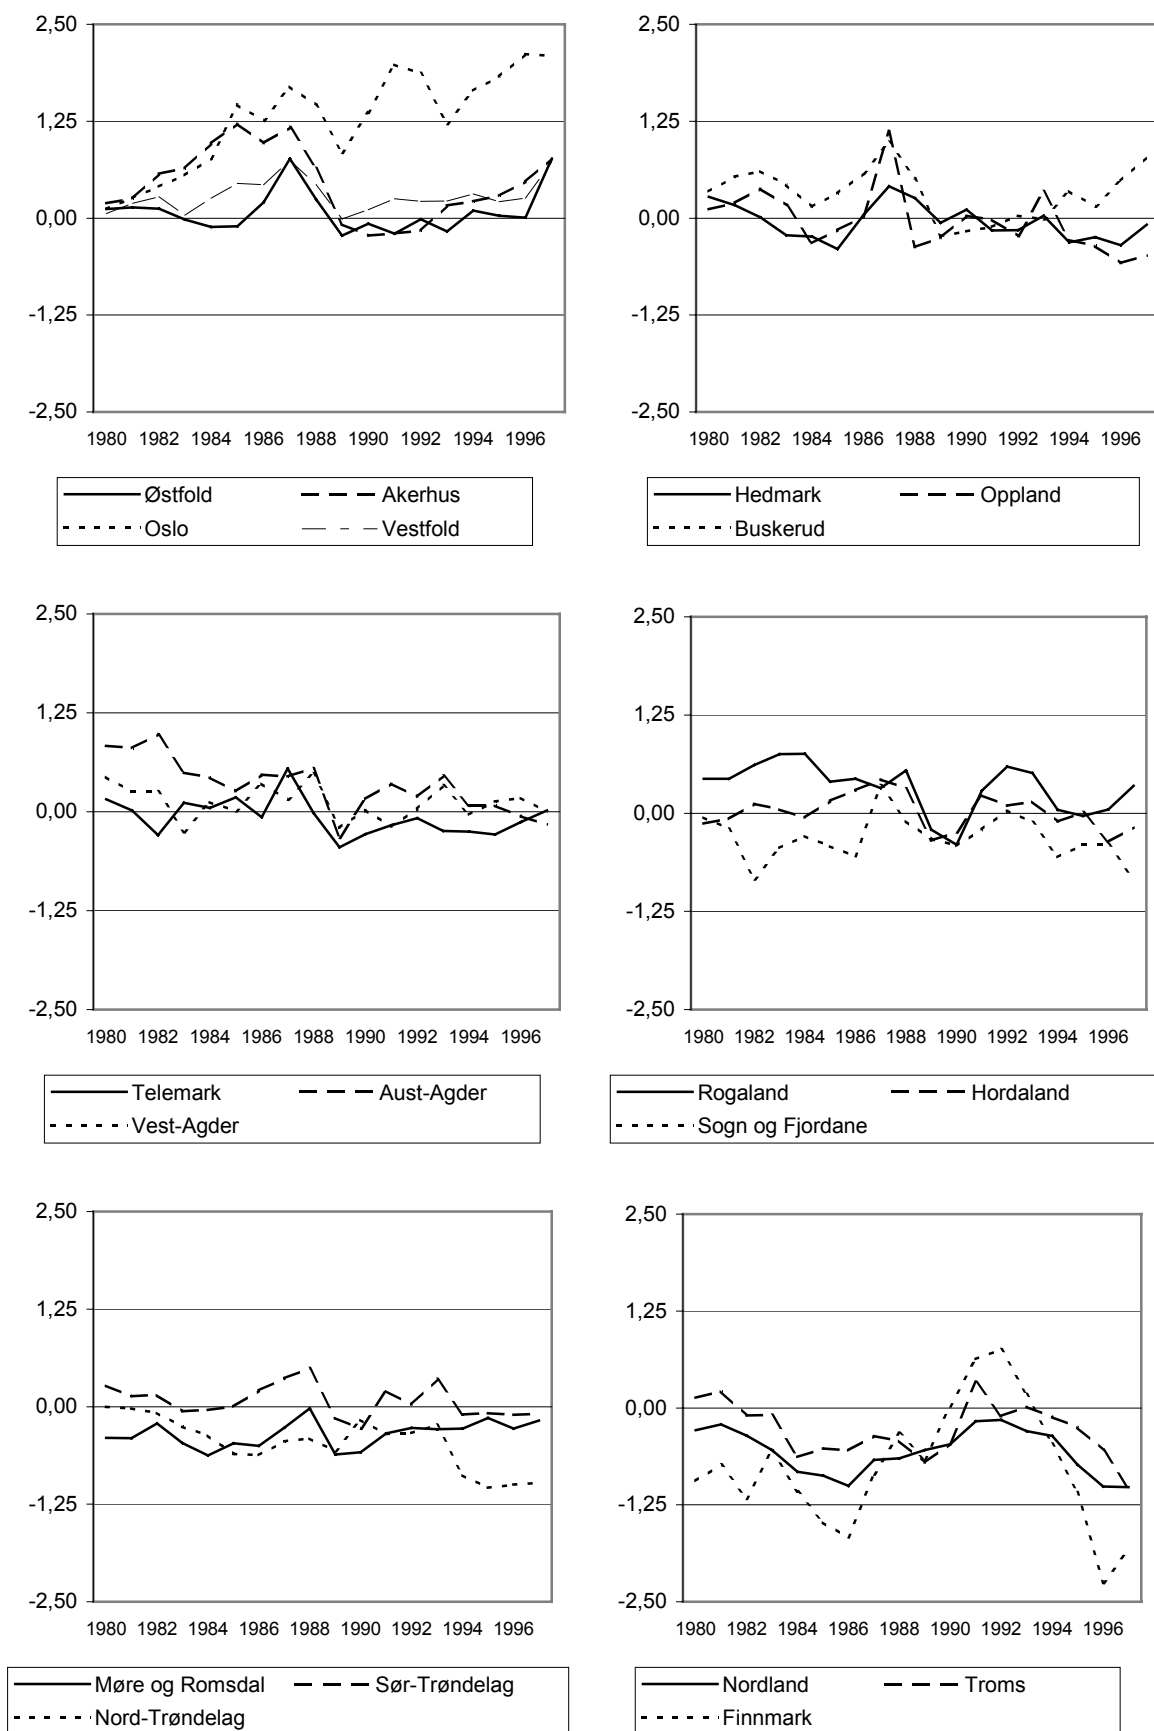 2,50
1,25
0,00
-1,25
-2,50
1980 1982 1984 1986 1988 1990 1992 1994 1996
Østfold Akerhus
Oslo Vestfold
2,50
1,25
0,00
-1,25
-2,50
1980 1982 1984 1986 1988 1990 1992 1994 1996
Hedmark Oppland
Buskerud
2,50
1,25
0,00
-1,25
-2,50
1980 1982 1984 1986 1988 1990 1992 1994 1996
Telemark Aust-Agder
Vest-Agder
2,50
1,25
0,00
-1,25
-2,50
1980 1982 1984 1986 1988 1990 1992 1994 1996
Rogaland Hordaland
Sogn og Fjordane
2,50
1,25
0,00
-1,25
-2,50
1980 1982 1984 1986 1988 1990 1992 1994 1996
Møre og Romsdal Sør-Trøndelag
Nord-Trøndelag
2,50
1,25
0,00
-1,25
-2,50
1980 1982 1984 1986 1988 1990 1992 1994 1996
Nordland Troms
Finnmark